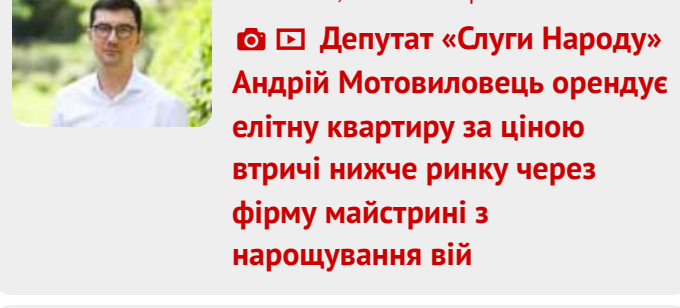 Депутат «Слуги Народу»
Андрій Мотовиловець орендує
елітну квартиру за ціною
втричі нижче ринку через
фірму майстрині з
нарощування вій